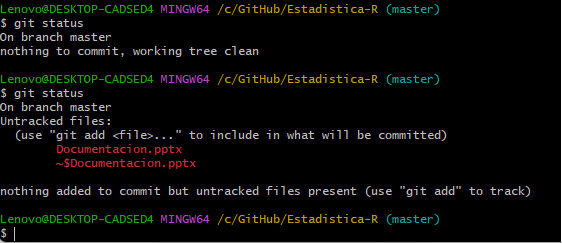 Lenovo@DESKTOP-CADSED4 MINGW64 /c/GitHub/Estadistica-R (master)
$ git status
On branch master
nothing to commit, working tree clean
Lenovo@DESKTOP-CADSED4 MINGW64 /c/GitHub/Estadistica-R (master)
$ git status
On branch master
Untracked files:
  (use "git add <file>..." to include in what will be committed)
        Documentacion.pptx
        ~$Documentacion.pptx
nothing added to commit but untracked files present (use "git add" to track)
Lenovo@DESKTOP-CADSED4 MINGW64 /c/GitHub/Estadistica-R (master)
$